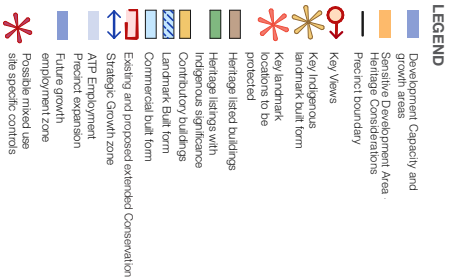 LEGEND
Development Capacity and
growth areas
Sensitive Development Area -
Heritage Considerations
Precinct boundary
Key Views
Key Indigenous
landmark built form
Key landmark
locations to be
protected
Heritage listed buildings
Heritage listings with
Indigenous significance
Contributory buildings
Landmark Built form
Commercial built form
Existing and proposed extended Conservation
Strategic Growth zone
ATP Employment
Precinct expansion
Future growth
employment zone
Possible mixed use
site specific controls